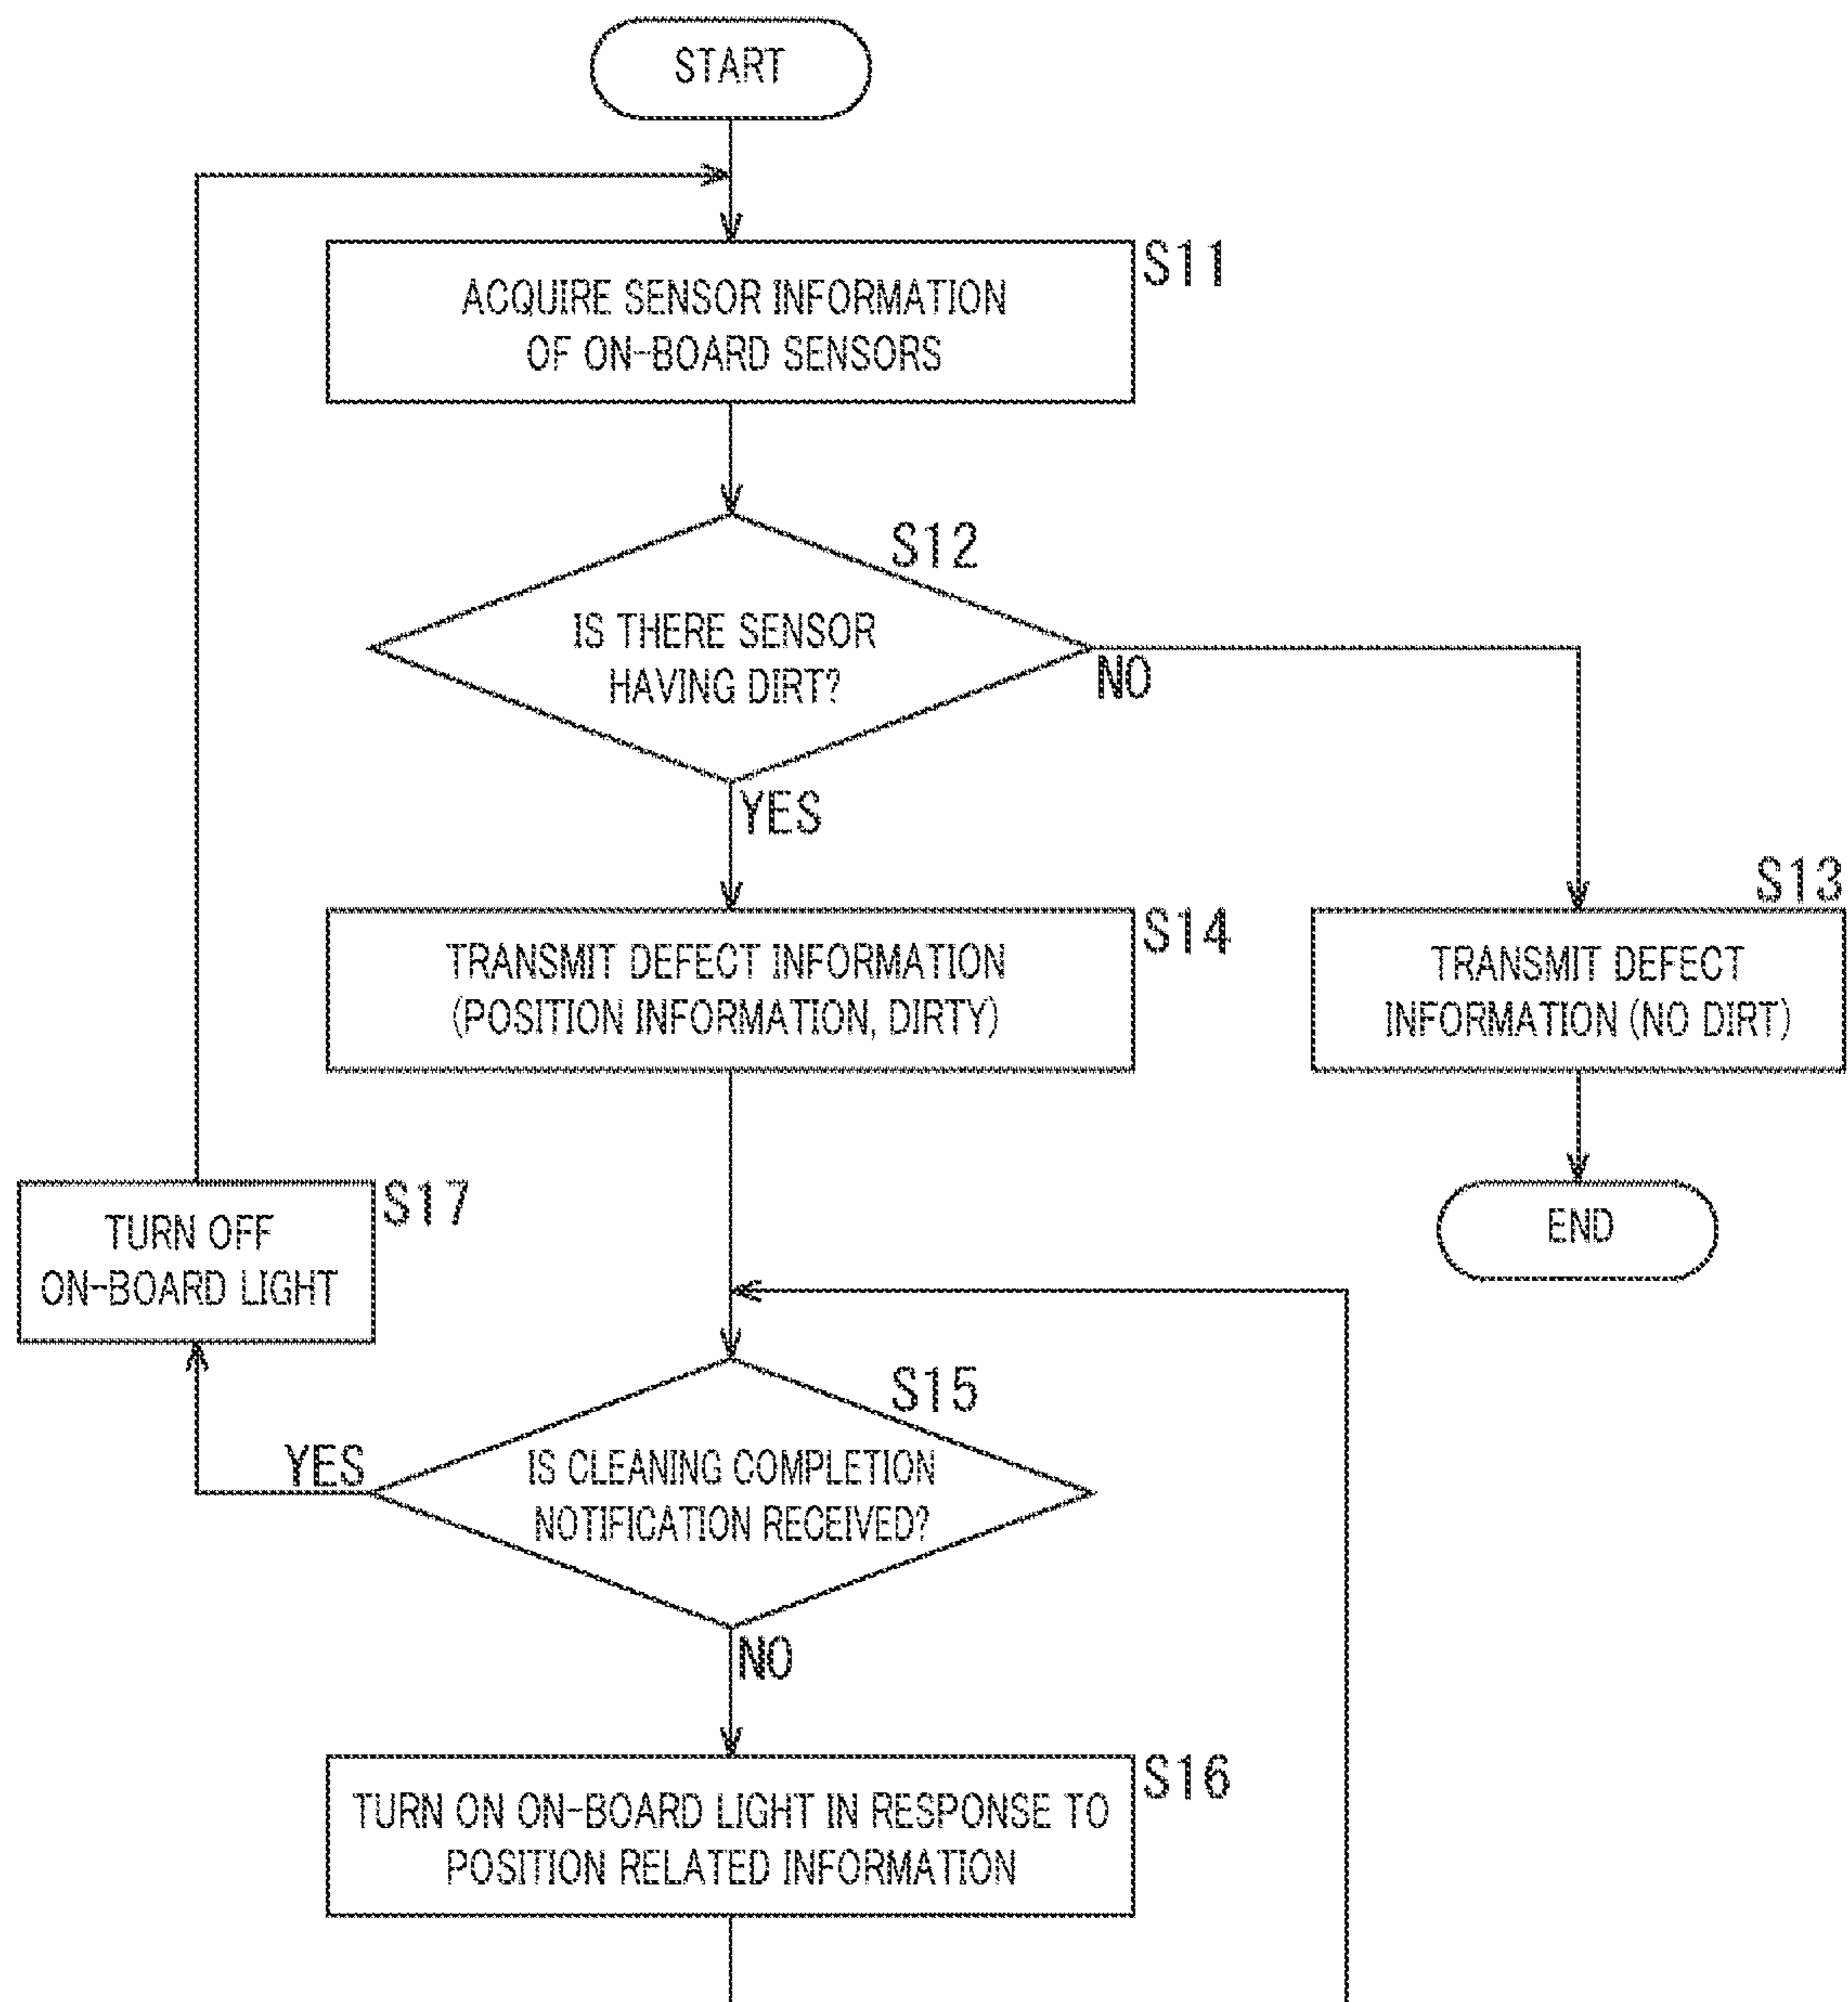 START
S11
ACQUIRE SENSOR INFORMATION
OF ON-BOARD SENSORS
S12
IS THERE SENSOR
HAVING DIRT?
NO
YES
S13
S14
TRANSMIT DEFECT INFORMATION
(POSITION INFORMATION, DIRTY)
TRANSMIT DEFECT
INFORMATION (NO DIRT)
S17
TURN OFF
ON-BOARD LIGHT
END
S15
YES
IS CLEANING COMPLETION
NOTIFICATION RECEIVED?
NO
S16
TURN ON ON-BOARD LIGHT IN RESPONSE TO
POSITION RELATED INFORMATION